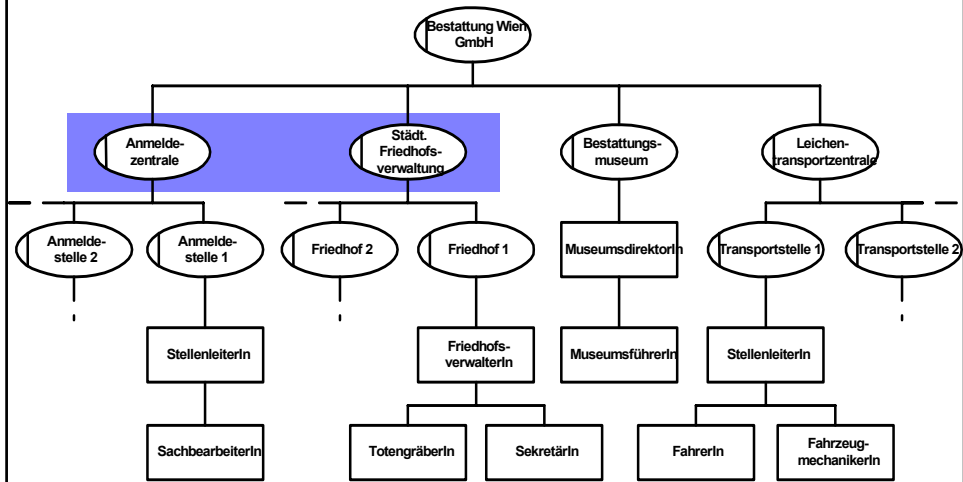 Bestattung Wien
GmbH
Anmelde-
zentrale
Städt.
Friedhofs-
verwaltung
Bestattungs-
museum
Leichen-
transportzentrale
Anmelde-
stelle 2
Anmelde-
stelle 1
Friedhof 2
Friedhof 1
MuseumsdirektorIn
Transportstelle 1
Transportstelle 2
StellenleiterIn
Friedhofs-
verwalterIn
MuseumsführerIn
StellenleiterIn
SachbearbeiterIn
TotengräberIn
SekretärIn
FahrerIn
Fahrzeug-
mechanikerIn